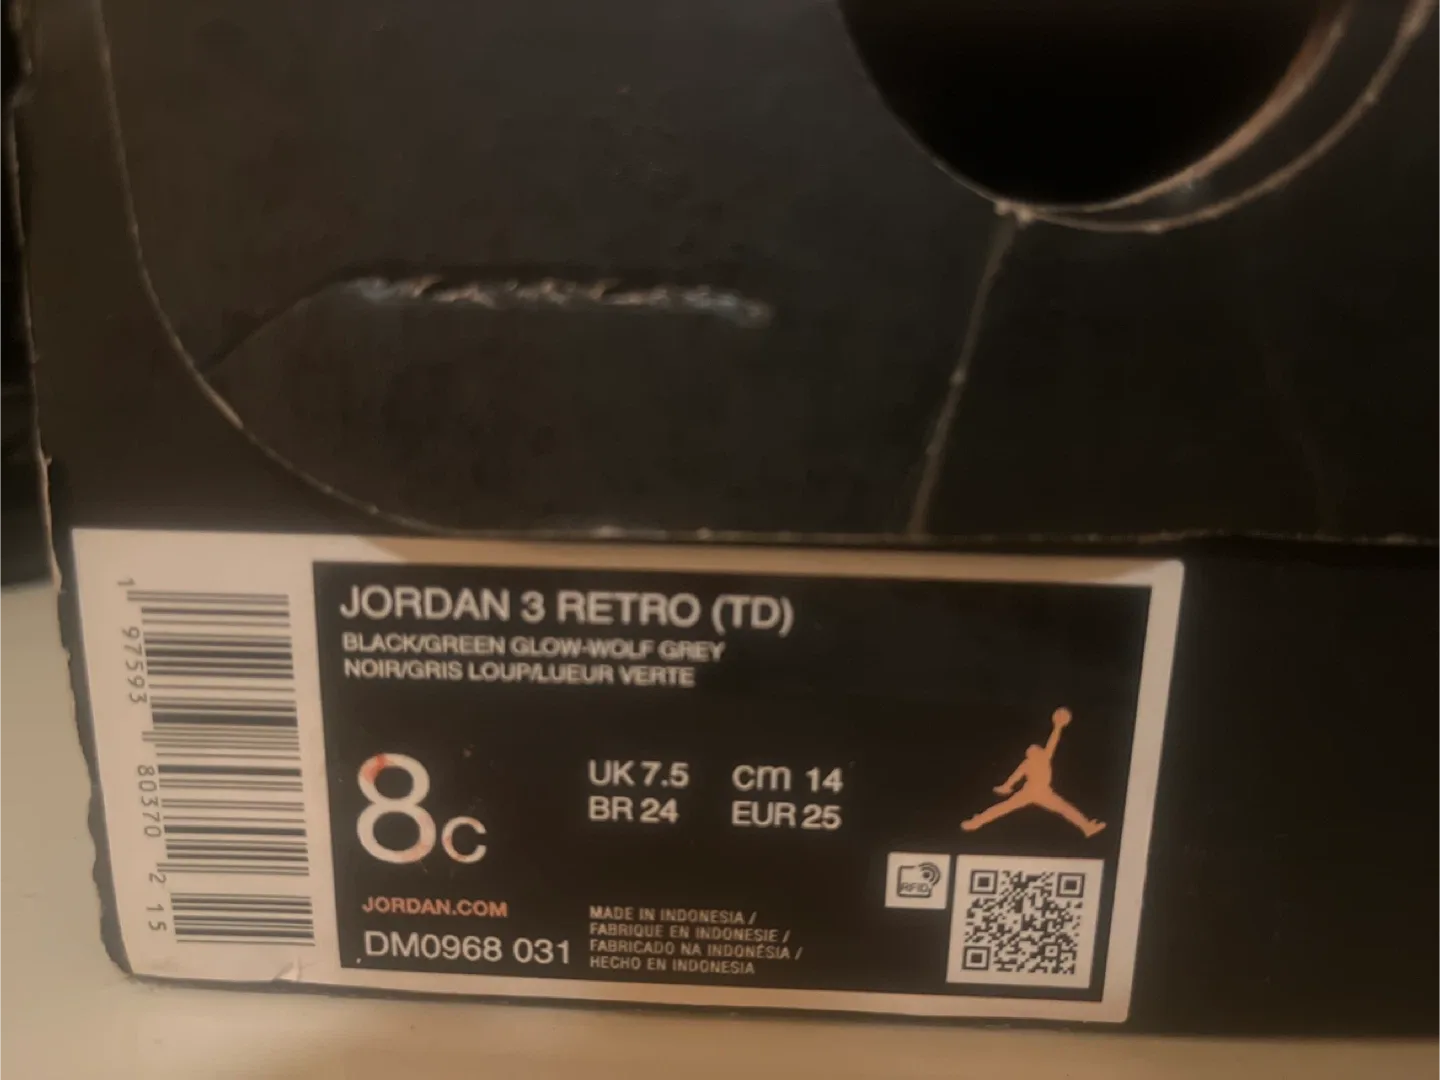 JORDAN 3 RETRO (TD)
BLACK/GREEN GLOW-WOLF GREY
NOIR/GRIS LOUP/LUEUR VERTE
8C
UK 7.5 cm 14
BR 24 EUR 25
JORDAN.COM
DM0968 031
MADE IN INDONESIA /
FABRIQUE EN INDONESIE /
FABRICADO NA INDONÉSIA /
HECHO EN INDONESIA
RFID
1 97593 80370 2 15